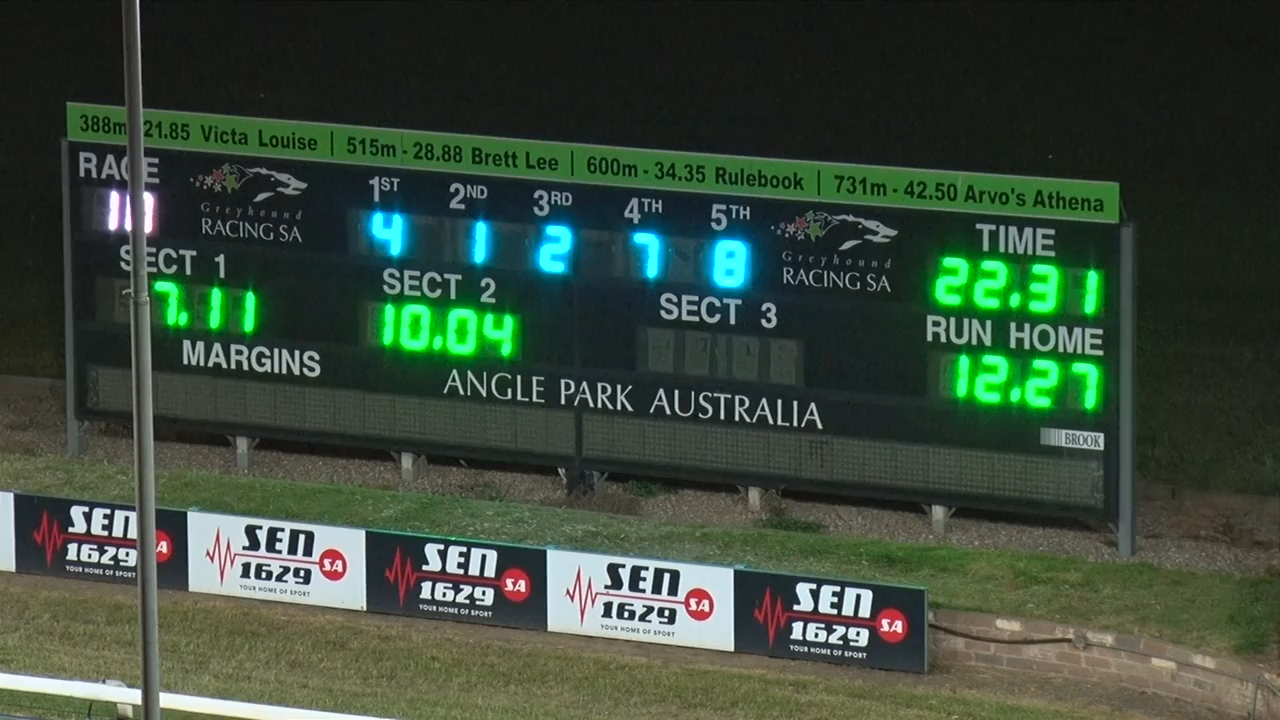 388m 21.85 Victa Louise | 515m - 28.88 Brett Lee | 600m - 34.35 Rulebook | 731m - 42.50 Arvo's Athena
RACE
Greyhound
RACING SA
1ST 2ND 3RD 4TH 5TH
4 1 2 7 8
Greyhound
RACING SA
TIME
22.31
SECT 1
7.11
SECT 2
10.04
SECT 3
RUN HOME
12.27
MARGINS
ANGLE PARK AUSTRALIA
BROOK
SEN
1629 SA
YOUR HOME OF SPORT
SEN
1629 SA
YOUR HOME OF SPORT
SEN
1629 SA
YOUR HOME OF SPORT
SEN
1629 SA
YOUR HOME OF SPORT
SEN
1629 SA
YOUR HOME OF SPORT